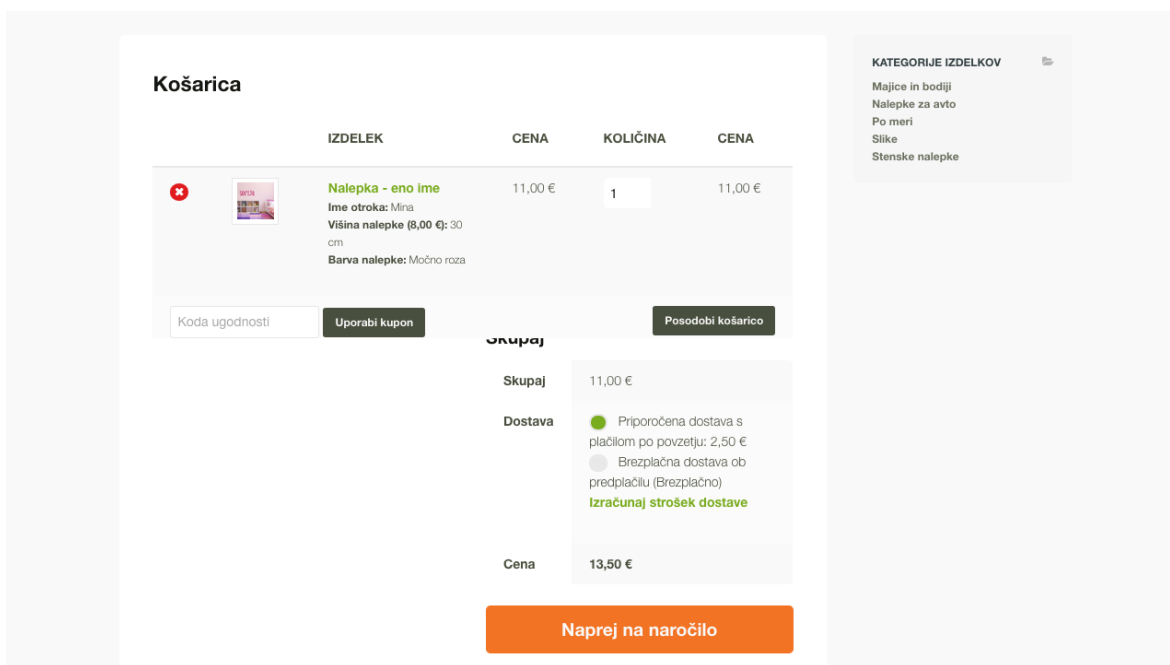 Košarica
IZDELEK CENA KOLIČINA CENA
Nalepka - eno ime 11,00 € 1 11,00 €
Ime otroka: Mina
Višina nalepke (8,00 €): 30
cm
Barva nalepke: Močno roza
Koda ugodnosti Uporabi kupon Posodobi košarico
Skupaj
Skupaj 11,00 €
Dostava Priporočena dostava s
plačilom po povzetju: 2,50 €
Brezplačna dostava ob
predplačilu (Brezplačno)
Izračunaj strošek dostave
Cena 13,50 €
Naprej na naročilo
KATEGORIJE IZDELKOV
Majice in bodiji
Nalepke za avto
Po meri
Slike
Stenske nalepke